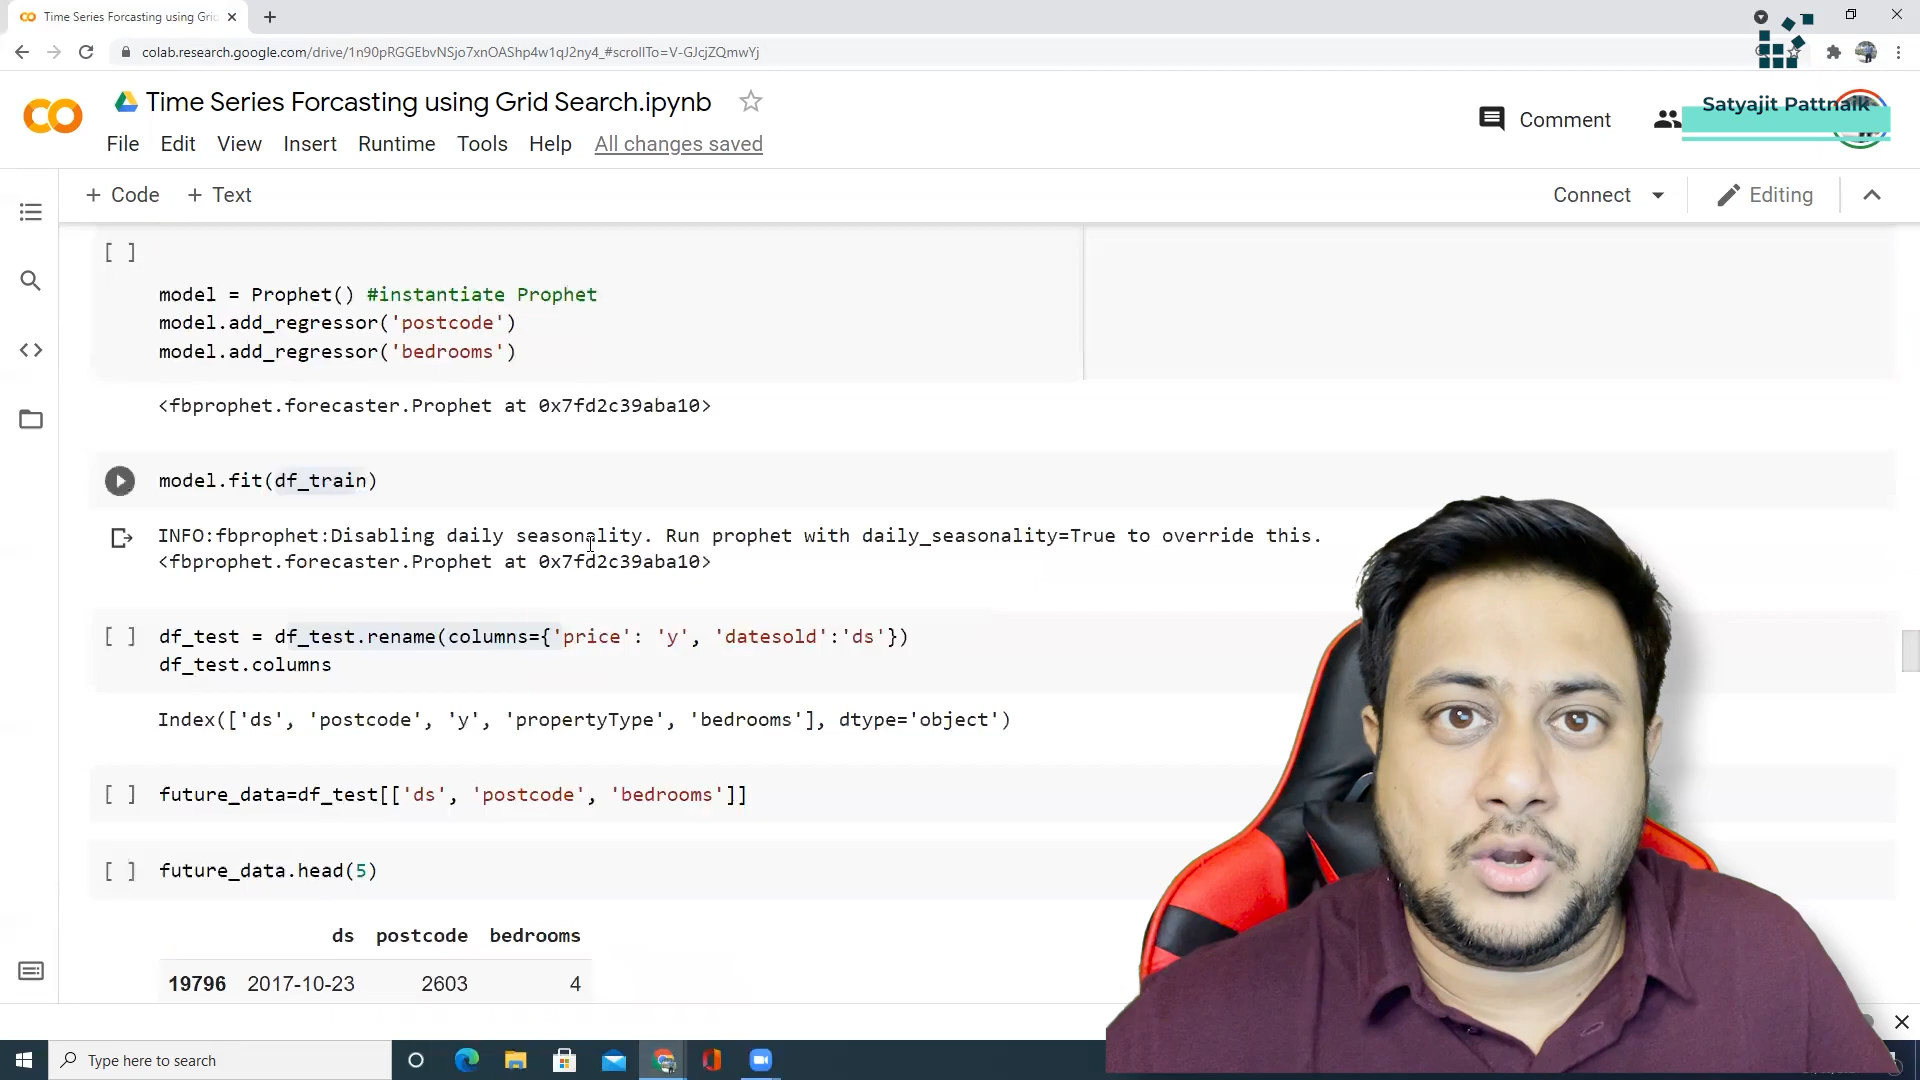 Time Series Forcasting using Gri
colab.research.google.com/drive/1n90pRGGEbvNSjo7xnOAShp4w1qJ2ny4_#scrollTo=V-GJcjZQmwYj
Time Series Forcasting using Grid Search.ipynb
Comment
Satyajit Pattnaik
File Edit View Insert Runtime Tools Help All changes saved
+ Code + Text
Connect
Editing
[ ]
model = Prophet() #instantiate Prophet
model.add_regressor('postcode')
model.add_regressor('bedrooms')
<fbprophet.forecaster.Prophet at 0x7fd2c39aba10>
model.fit(df_train)
INFO:fbprophet:Disabling daily seasonality. Run prophet with daily_seasonality=True to override this.
<fbprophet.forecaster.Prophet at 0x7fd2c39aba10>
[ ] df_test = df_test.rename(columns={'price': 'y', 'datesold':'ds'})
df_test.columns
Index(['ds', 'postcode', 'y', 'propertyType', 'bedrooms'], dtype='object')
[ ] future_data=df_test[['ds', 'postcode', 'bedrooms']]
[ ] future_data.head(5)
ds postcode bedrooms
19796 2017-10-23 2603 4
Type here to search